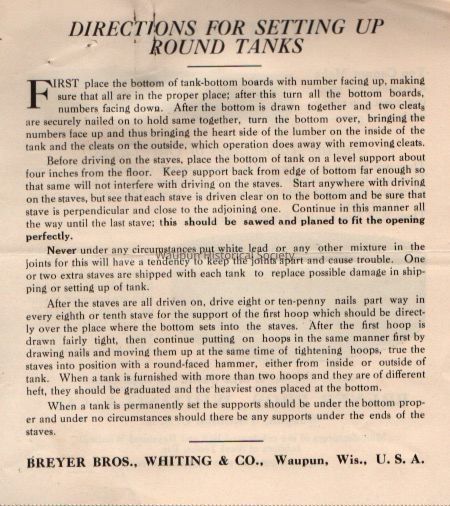 DIRECTIONS FOR SETTING UP
ROUND TANKS
FIRST place the bottom of tank-bottom boards with number facing up, making
sure that all are in the proper place; after this turn all the bottom boards,
numbers facing down. After the bottom is drawn together and two cleats
are securely nailed on to hold same together, turn the bottom over, bringing the
numbers face up and thus bringing the heart side of the lumber on the inside of the
tank and the cleats on the outside, which operation does away with removing cleats.
Before driving on the staves, place the bottom of tank on a level support about
four inches from the floor. Keep support back from edge of bottom far enough so
that same will not interfere with driving on the staves. Start anywhere with driving
on the staves, but see that each stave is driven clear on to the bottom and be sure that
stave is perpendicular and close to the adjoining one. Continue in this manner all
the way until the last stave; this should be sawed and planed to fit the opening
perfectly.
Never under any circumstances put white lead or any other mixture in the
Waupun Historical Society
joints for this will have a tendency to keep the joints apart and cause trouble. One
or two extra staves are shipped with each tank to replace possible damage in ship-
ping or setting up of tank.
After the staves are all driven on, drive eight or ten-penny nails part way in
every eighth or tenth stave for the support of the first hoop which should be direct-
ly over the place where the bottom sets into the staves. After the first hoop is
drawn fairly tight, then continue putting on hoops in the same manner first by
drawing nails and moving them up at the same time of tightening hoops, true the
staves into position with a round-faced hammer, either from inside or outside of
tank. When a tank is furnished with more than two hoops and they are of different
heft, they should be graduated and the heaviest ones placed at the bottom.
When a tank is permanently set the supports should be under the bottom prop-
er and under no circumstances should there be any supports under the ends of the
staves.
BREYER BROS., WHITING & CO., Waupun, Wis., U. S. A.